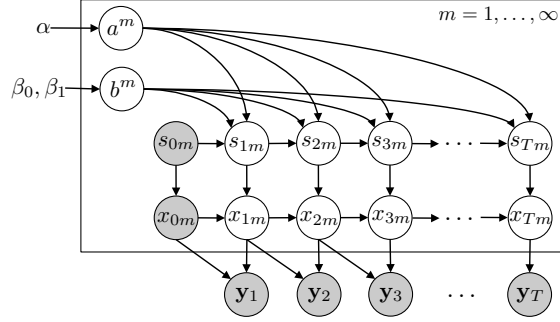 α a^m m = 1, . . . , ∞
β_0, β_1 b^m
s_{0m} s_{1m} s_{2m} s_{3m} · · · s_{Tm}
x_{0m} x_{1m} x_{2m} x_{3m} · · · x_{Tm}
y_1 y_2 y_3 · · · y_T